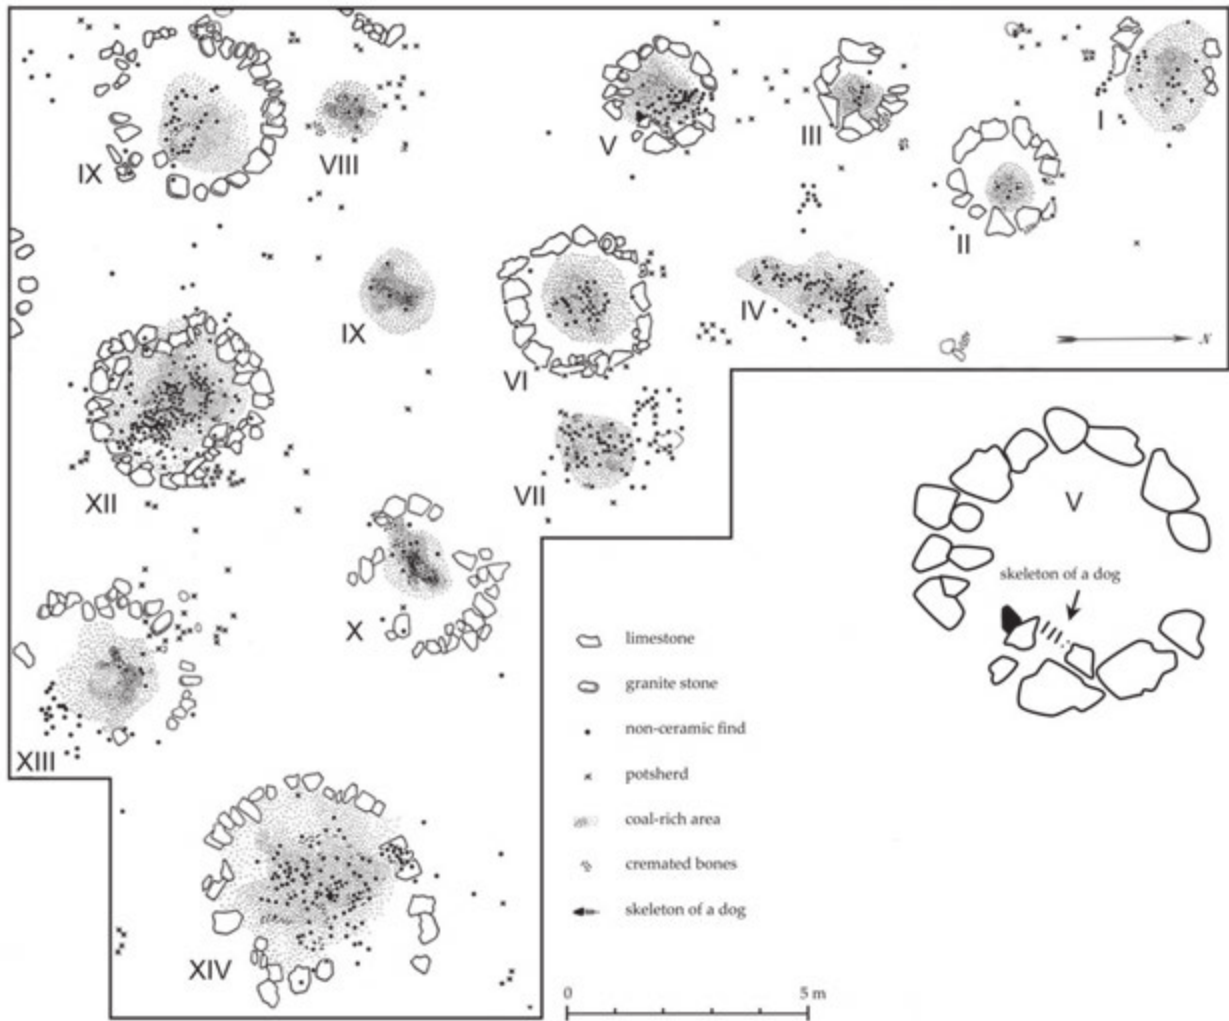 I
II
III
IV
V
VI
VII
VIII
IX
IX
X
XII
XIII
XIV
N
V
skeleton of a dog
limestone
granite stone
non-ceramic find
potsherd
coal-rich area
cremated bones
skeleton of a dog
0 5 m